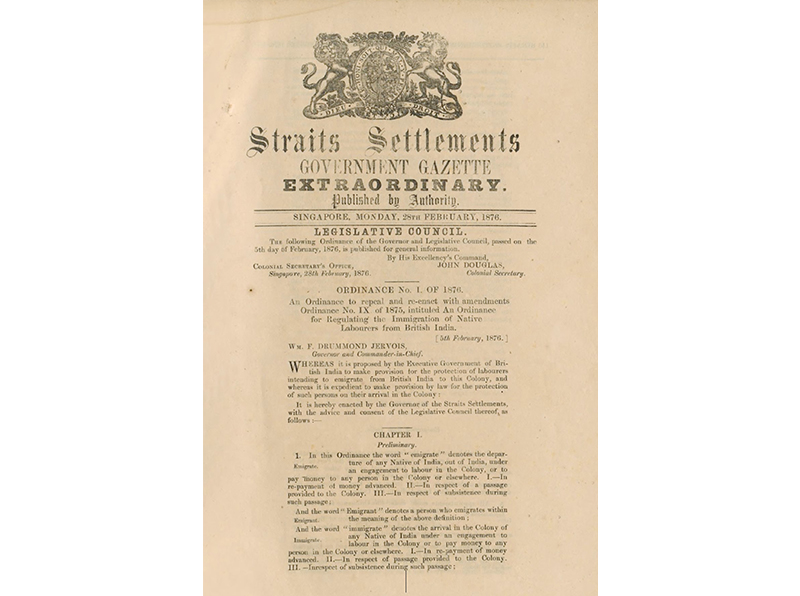 DIEU DROIT
Straits Settlements
GOVERNMENT GAZETTE
EXTRAORDINARY.
Published by Authority.
SINGAPORE, MONDAY, 28TH FEBRUARY, 1876.
LEGISLATIVE COUNCIL.
THE following Ordinance of the Governor and Legislative Council, passed on the
5th day of February, 1876, is published for general information.
By His Excellency's Command,
COLONIAL SECRETARY'S OFFICE, JOHN DOUGLAS,
Singapore, 28th February, 1876. Colonial Secretary.
ORDINANCE No. I. OF 1876.
An Ordinance to repeal and re-enact with amendments
Ordinance No. IX of 1875, intituled An Ordinance
for Regulating the Immigration of Native
Labourers from British India.
[ 5th February, 1876. ]
WM. F. DRUMMOND JERVOIS,
Governor and Commander-in-Chief.
WHEREAS it is proposed by the Executive Government of Bri-
tish India to make provision for the protection of labourers
intending to emigrate from British India to this Colony, and
whereas it is expedient to make provision by law for the protection
of such persons on their arrival in the Colony :
It is hereby enacted by the Governor of the Straits Settlements,
with the advice and consent of the Legislative Council thereof, as
follows :—
CHAPTER I.
Preliminary.
1. In this Ordinance the word "emigrate" denotes the depar-
Emigrate. ture of any Native of India, out of India, under
an engagement to labour in the Colony, or to
pay money to any person in the Colony or elsewhere. I.—In
re-payment of money advanced. II.—In respect of a passage
provided to the Colony. III.—In respect of subsistence during
such passage ;
And the word "Emigrant" denotes a person who emigrates within
Emigrant. the meaning of the above definition ;
And the word "immigrate" denotes the arrival in the Colony of
Immigrate. any Native of India under an engagement to
labour in the Colony or to pay money to any
person in the Colony or elsewhere. I.—In re-payment of money
advanced. II.—In respect of passage provided to the Colony.
III. —Inrespect of subsistence during such passage ;